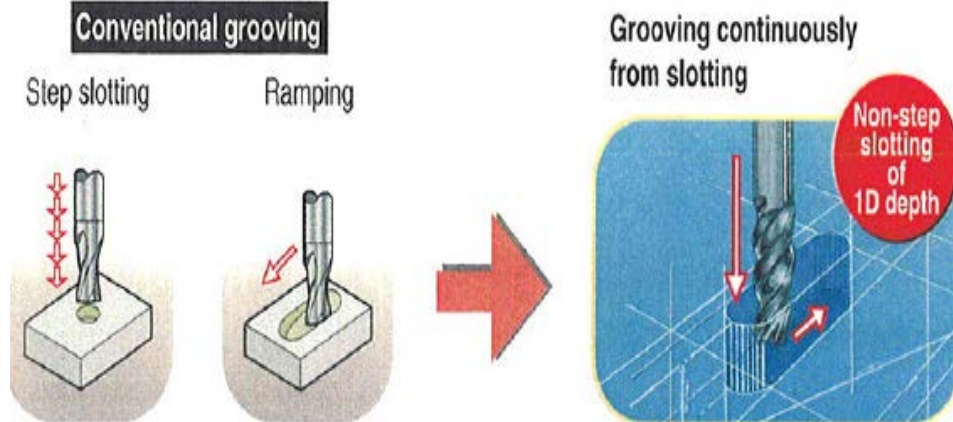 Conventional grooving
Step slotting
Ramping
Grooving continuously
from slotting
Non-step
slotting
of
1D depth